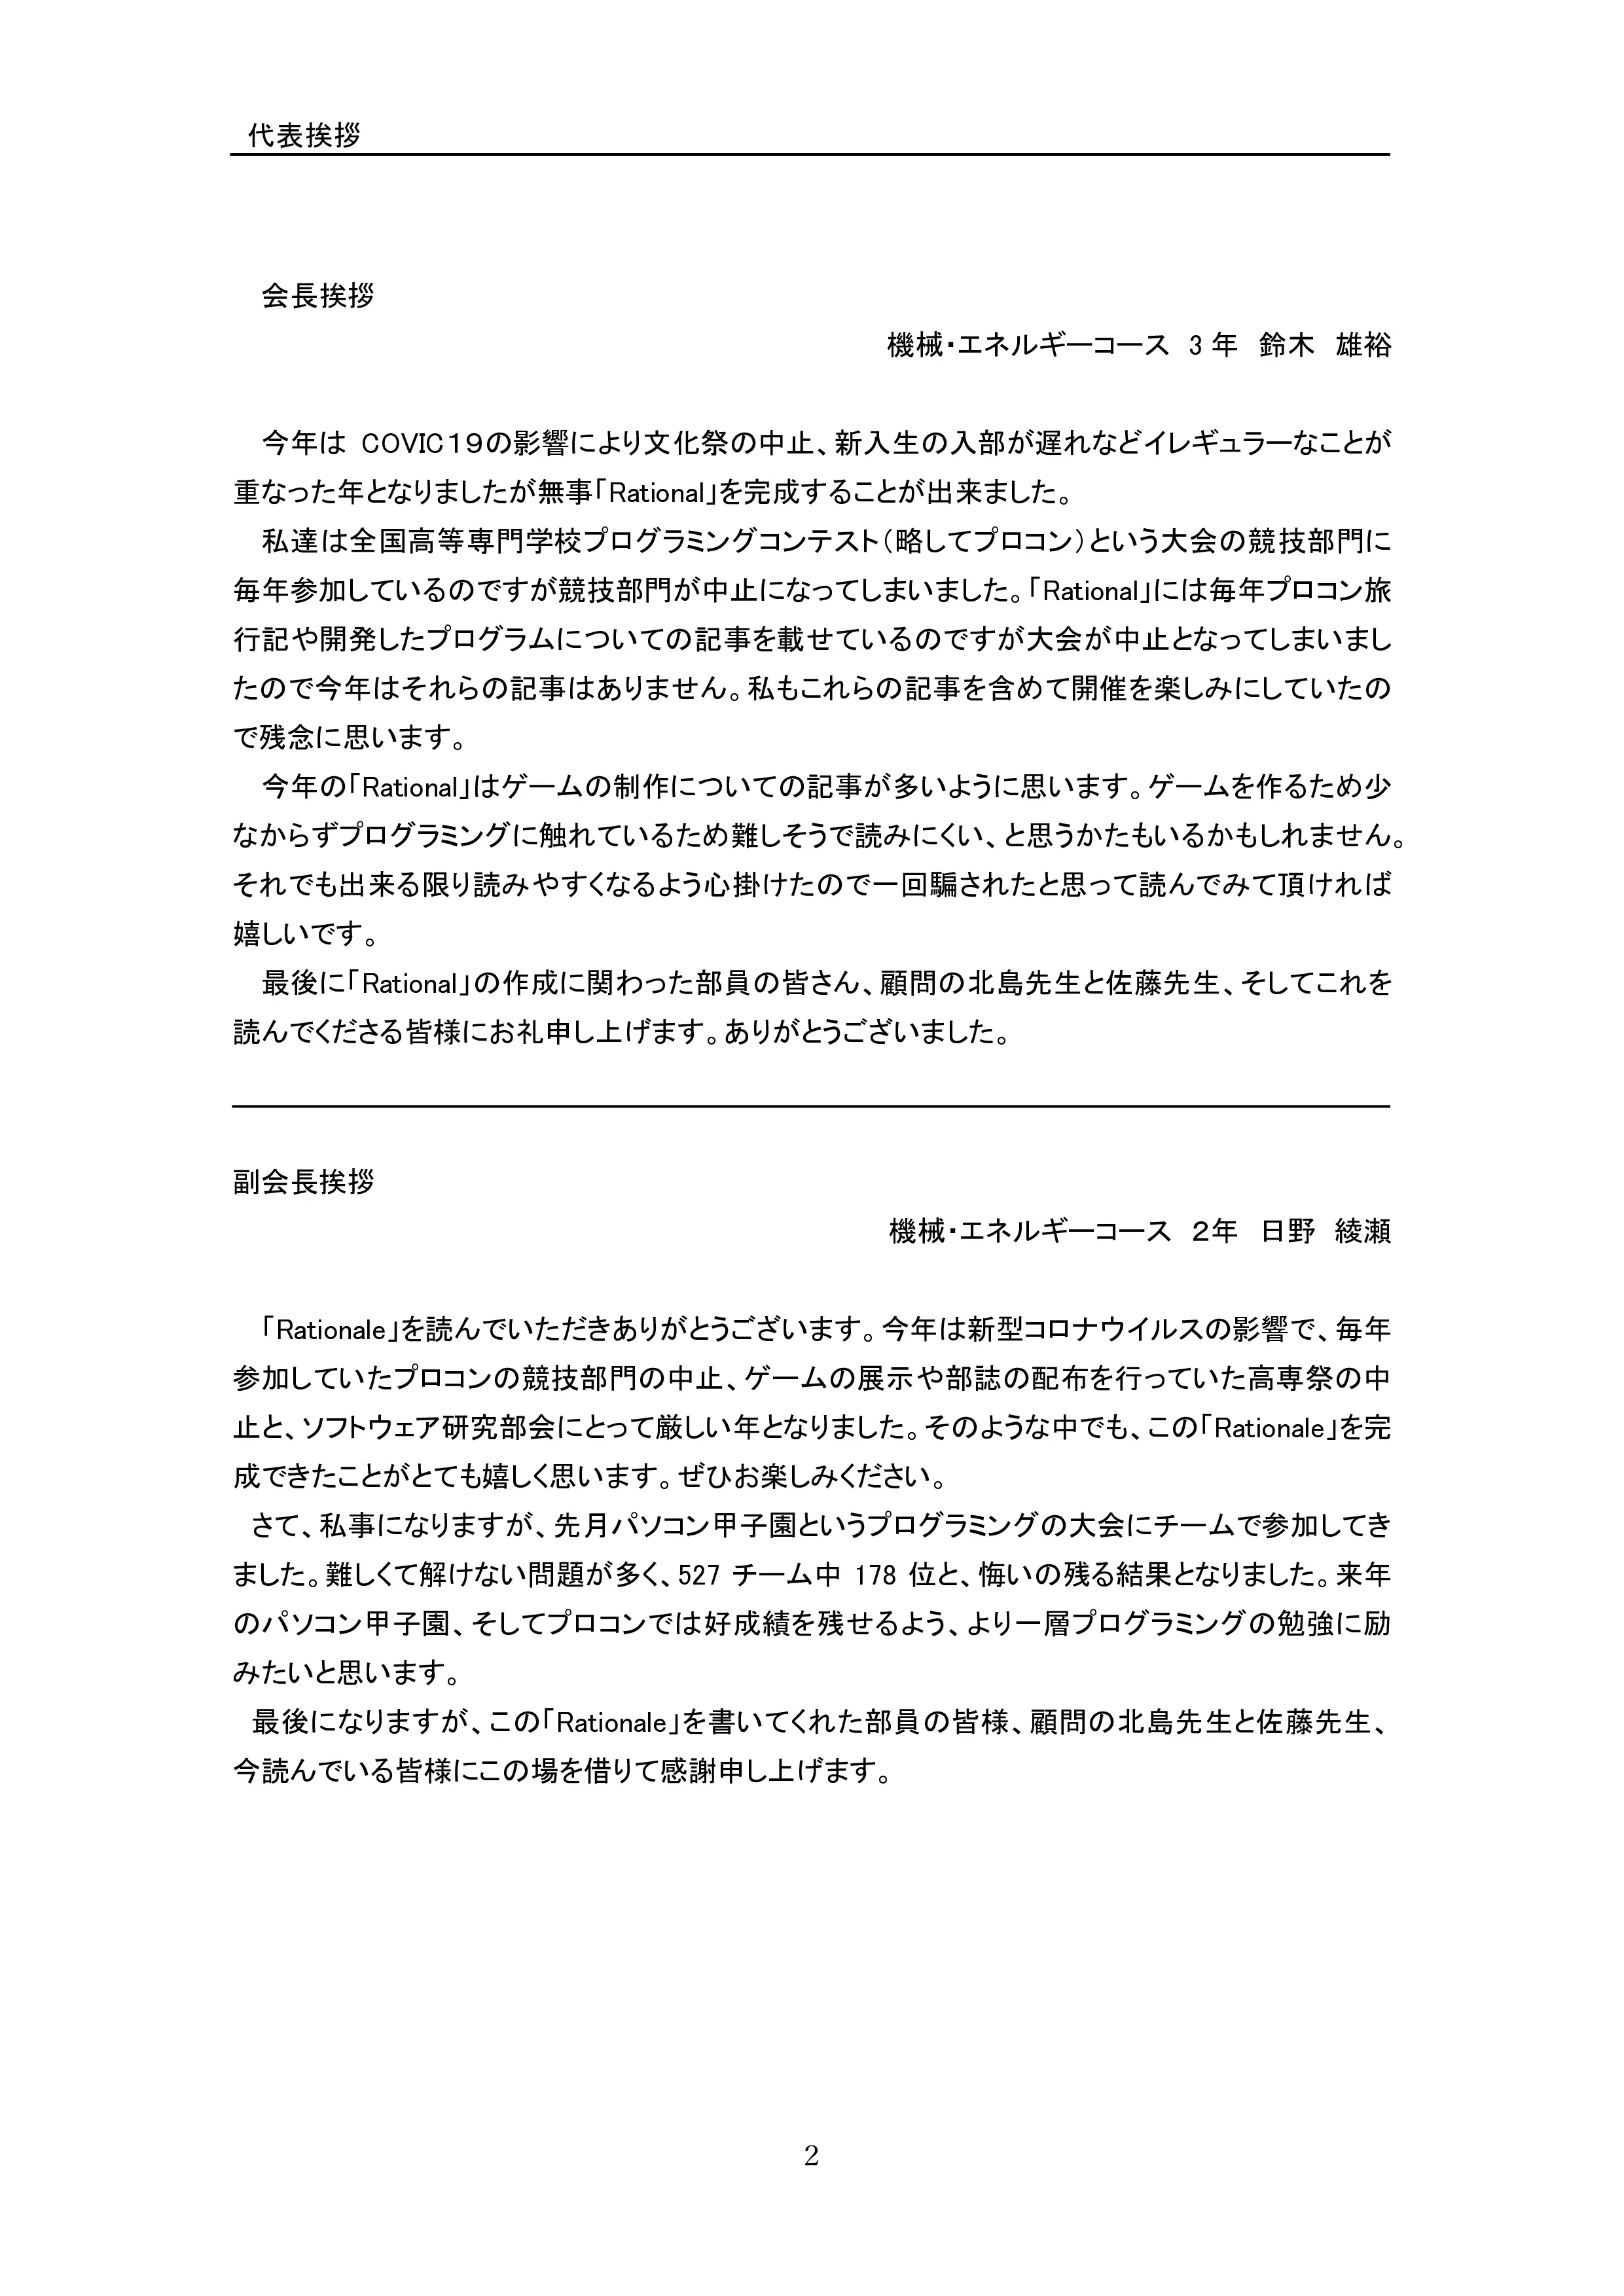 代表挨拶
会長挨拶
機械・エネルギーコース 3 年 鈴木 雄裕
今年は COVIC19の影響により文化祭の中止、新入生の入部が遅れなどイレギュラーなことが
重なった年となりましたが無事「Rational」を完成することが出来ました。
私達は全国高等専門学校プログラミングコンテスト(略してプロコン)という大会の競技部門に
毎年参加しているのですが競技部門が中止になってしまいました。「Rational」には毎年プロコン旅
行記や開発したプログラムについての記事を載せているのですが大会が中止となってしまいまし
たので今年はそれらの記事はありません。私もこれらの記事を含めて開催を楽しみにしていたの
で残念に思います。
今年の「Rational」はゲームの制作についての記事が多いように思います。ゲームを作るため少
なからずプログラミングに触れているため難しそうで読みにくい、と思うかたもいるかもしれません。
それでも出来る限り読みやすくなるよう心掛けたので一回騙されたと思って読んでみて頂ければ
嬉しいです。
最後に「Rational」の作成に関わった部員の皆さん、顧問の北島先生と佐藤先生、そしてこれを
読んでくださる皆様にお礼申し上げます。ありがとうございました。
副会長挨拶
機械・エネルギーコース 2年 日野 綾瀬
「Rationale」を読んでいただきありがとうございます。今年は新型コロナウイルスの影響で、毎年
参加していたプロコンの競技部門の中止、ゲームの展示や部誌の配布を行っていた高専祭の中
止と、ソフトウェア研究部会にとって厳しい年となりました。そのような中でも、この「Rationale」を完
成できたことがとても嬉しく思います。ぜひお楽しみください。
さて、私事になりますが、先月パソコン甲子園というプログラミングの大会にチームで参加してき
ました。難しくて解けない問題が多く、527 チーム中 178 位と、悔いの残る結果となりました。来年
のパソコン甲子園、そしてプロコンでは好成績を残せるよう、より一層プログラミングの勉強に励
みたいと思います。
最後になりますが、この「Rationale」を書いてくれた部員の皆様、顧問の北島先生と佐藤先生、
今読んでいる皆様にこの場を借りて感謝申し上げます。
2